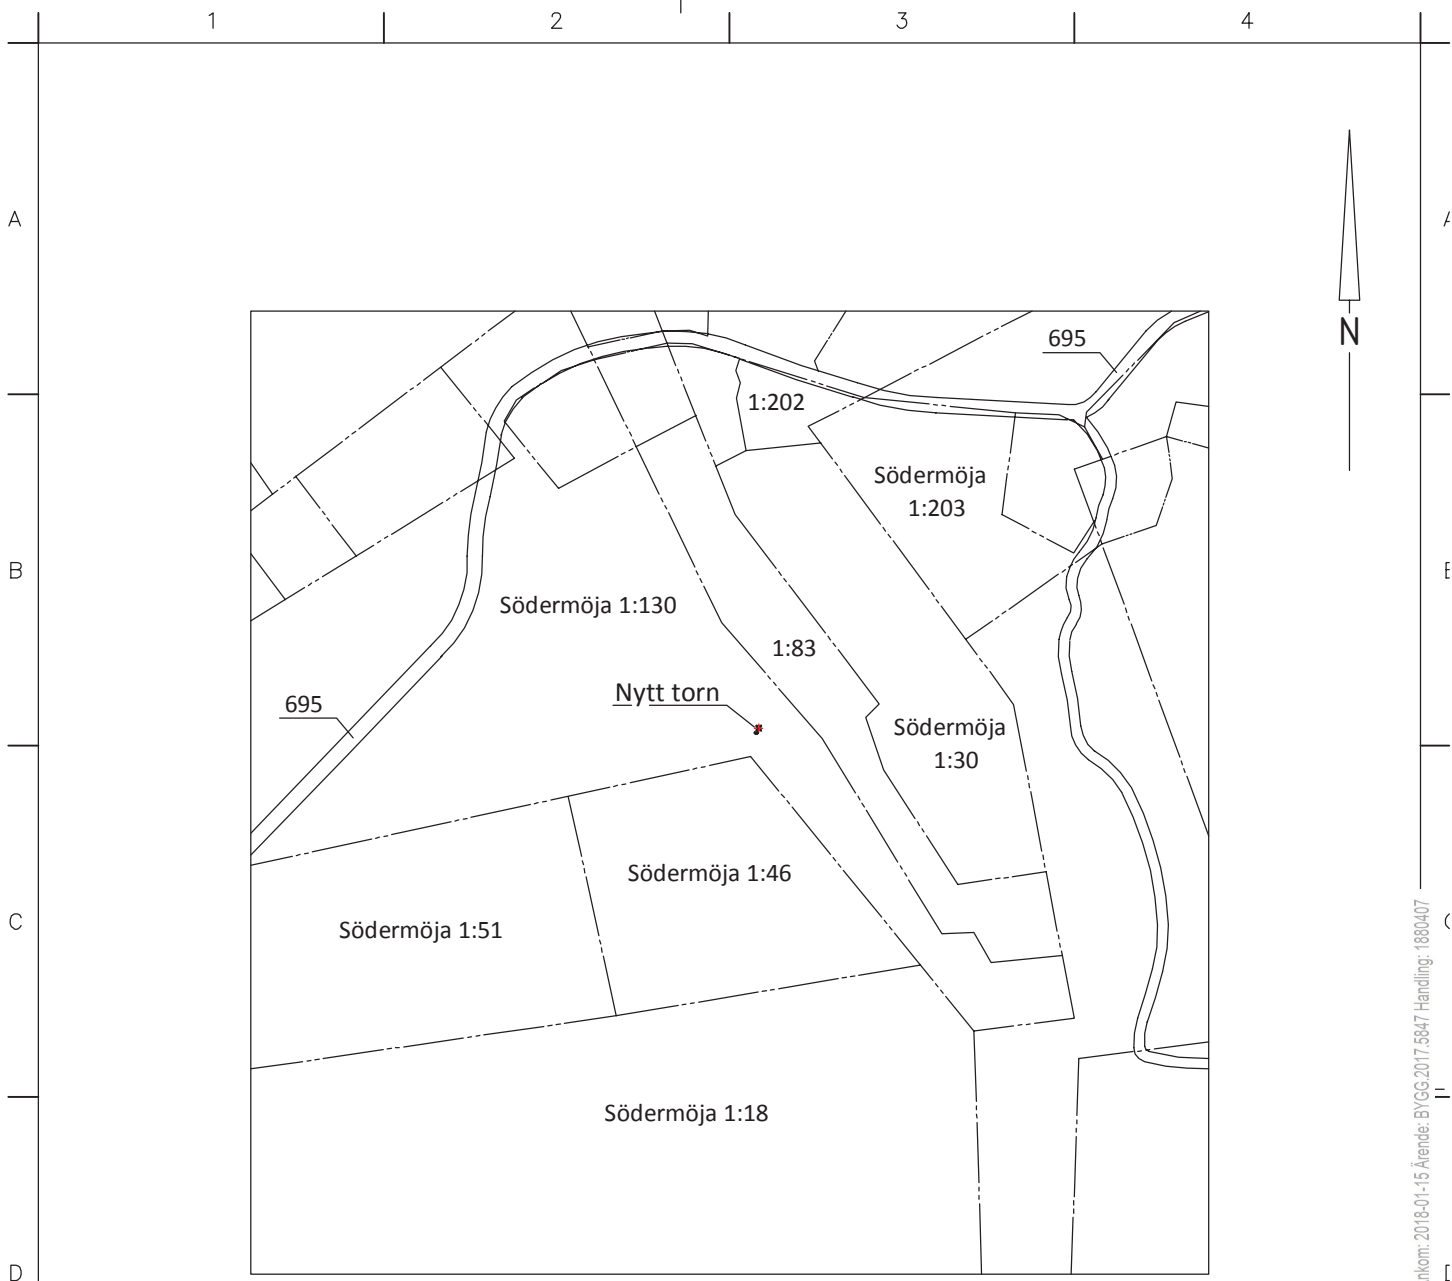 1 2 3 4
A A
N
695
1:202
Södermöja
1:203
B
Södermöja 1:130
1:83
Nytt torn
695
Södermöja
1:30
Södermöja 1:46
C
Södermöja 1:51
Södermöja 1:18
D
nkom: 2018-01-15 Ärende: BYGG.2017.5847 Handling: 1880407